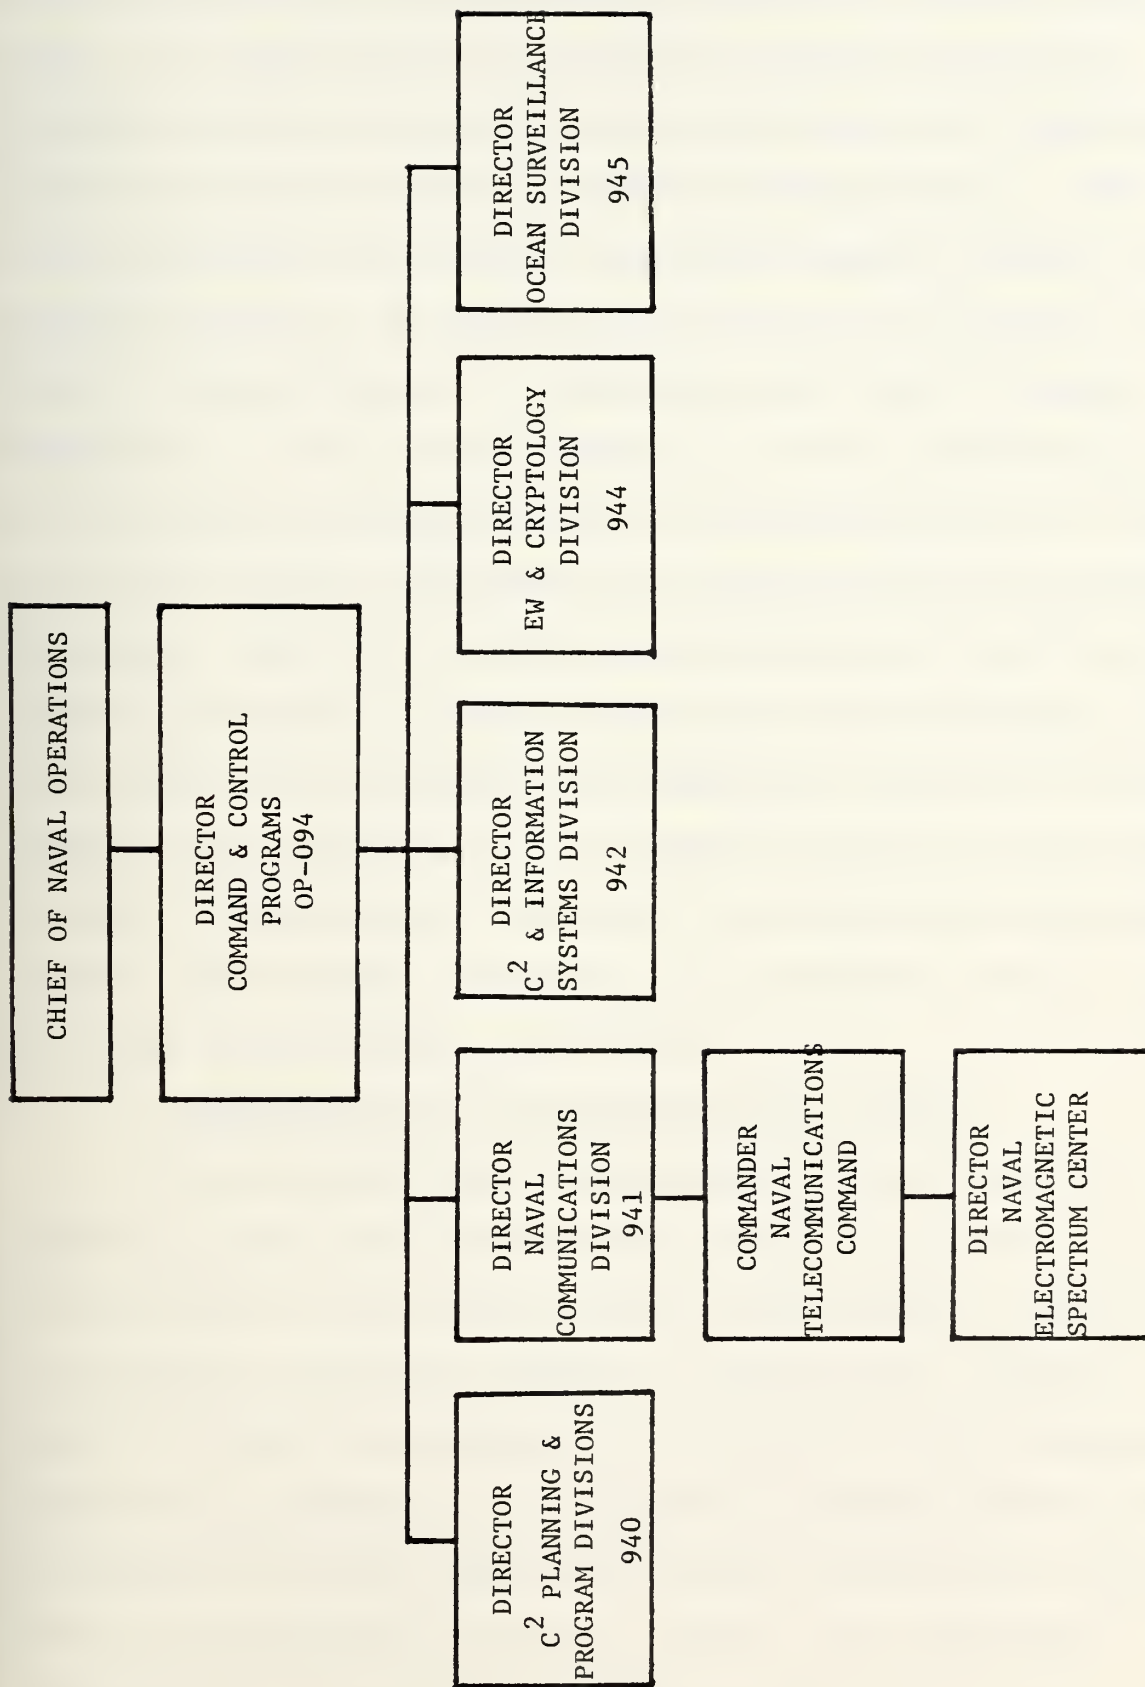 CHIEF OF NAVAL OPERATIONS
DIRECTOR
COMMAND & CONTROL
PROGRAMS
OP-094
DIRECTOR
C² PLANNING &
PROGRAM DIVISIONS
940
DIRECTOR
NAVAL
COMMUNICATIONS
DIVISION
941
DIRECTOR
C² & INFORMATION
SYSTEMS DIVISION
942
DIRECTOR
EW & CRYPTOLOGY
DIVISION
944
DIRECTOR
OCEAN SURVEILLANCE
DIVISION
945
COMMANDER
NAVAL
TELECOMMUNICATIONS
COMMAND
DIRECTOR
NAVAL
ELECTROMAGNETIC
SPECTRUM CENTER